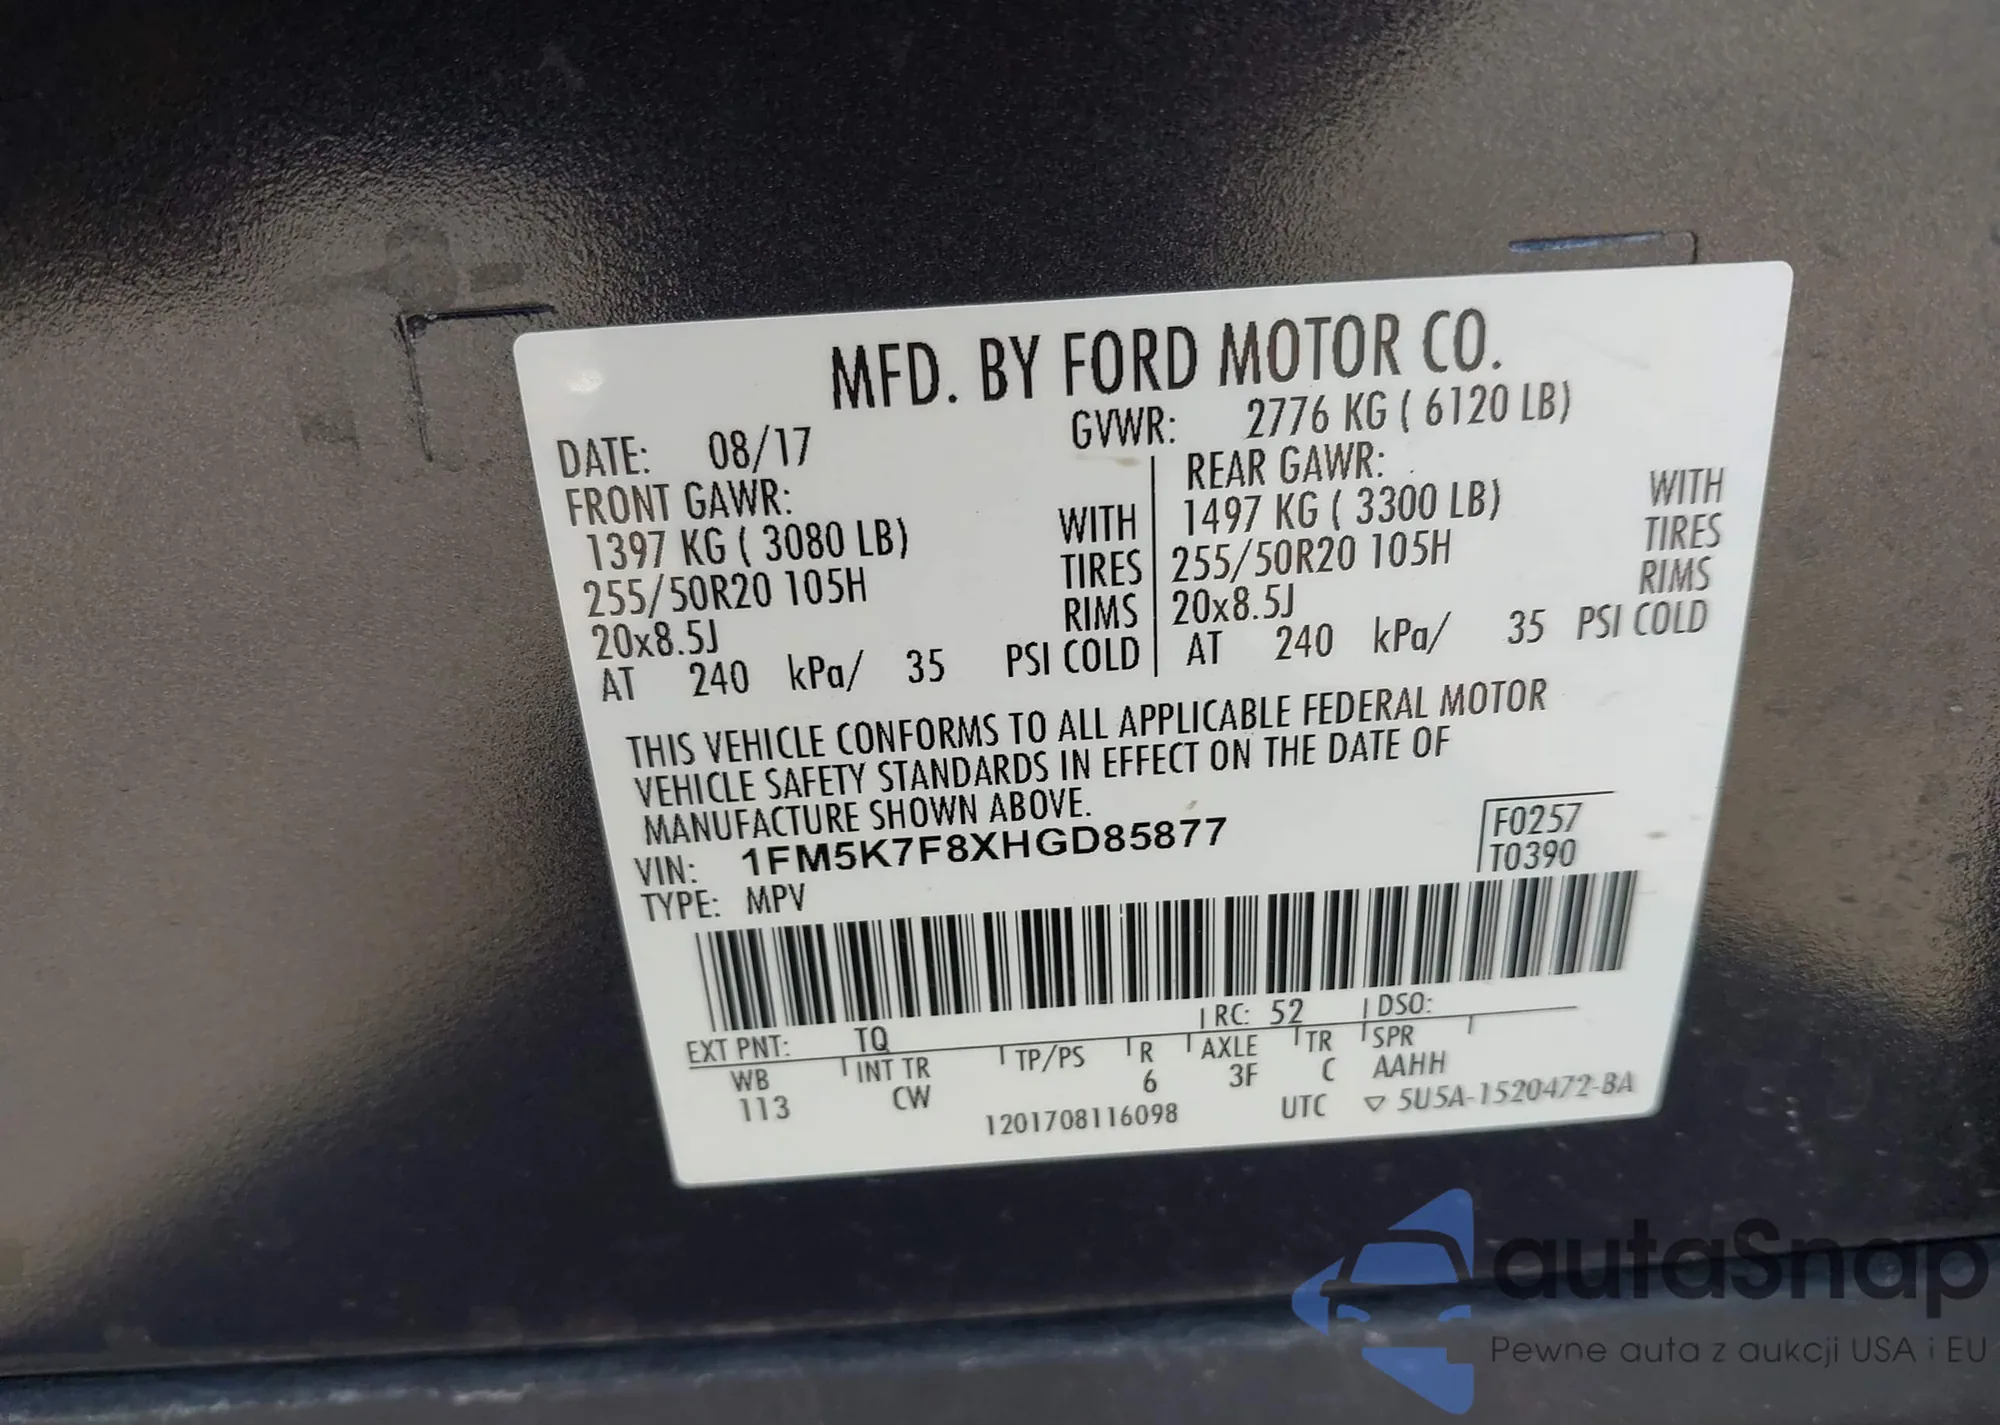 MFD. BY FORD MOTOR CO.
DATE: 08/17 GVWR: 2776 KG ( 6120 LB)
FRONT GAWR: REAR GAWR:
1397 KG ( 3080 LB) WITH 1497 KG ( 3300 LB) WITH
255/50R20 105H TIRES 255/50R20 105H TIRES
20x8.5J RIMS 20x8.5J RIMS
AT 240 kPa/ 35 PSI COLD AT 240 kPa/ 35 PSI COLD
THIS VEHICLE CONFORMS TO ALL APPLICABLE FEDERAL MOTOR
VEHICLE SAFETY STANDARDS IN EFFECT ON THE DATE OF
MANUFACTURE SHOWN ABOVE.
VIN: 1FM5K7F8XHGD85877 F0257
TYPE: MPV T0390
EXT PNT: TQ RC: 52 DSO:
WB INT TR TP/PS R AXLE TR SPR
113 CW 6 3F C AAHH
1201708116098 UTC ▽ 5U5A-1520472-BA
autaSnap
Pewne auta z aukcji USA i EU